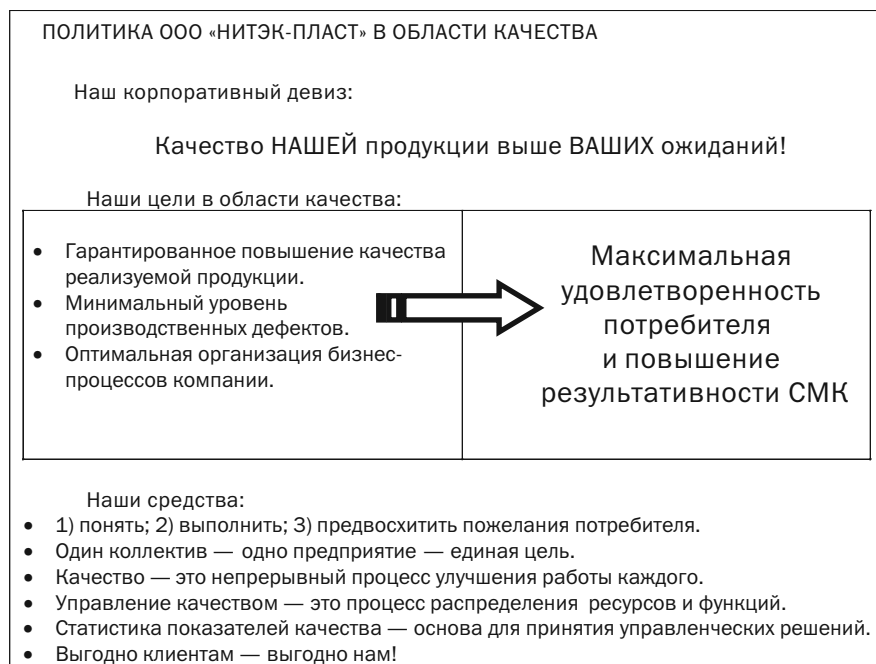 ПОЛИТИКА ООО «НИТЭК-ПЛАСТ» В ОБЛАСТИ КАЧЕСТВА
Наш корпоративный девиз:
Качество НАШЕЙ продукции выше ВАШИХ ожиданий!
Наши цели в области качества:
• Гарантированное повышение качества
реализуемой продукции.
• Минимальный уровень
производственных дефектов.
• Оптимальная организация бизнес-
процессов компании.
Максимальная
удовлетворенность
потребителя
и повышение
результативности СМК
Наши средства:
• 1) понять; 2) выполнить; 3) предвосхитить пожелания потребителя.
• Один коллектив — одно предприятие — единая цель.
• Качество — это непрерывный процесс улучшения работы каждого.
• Управление качеством — это процесс распределения ресурсов и функций.
• Статистика показателей качества — основа для принятия управленческих решений.
• Выгодно клиентам — выгодно нам!